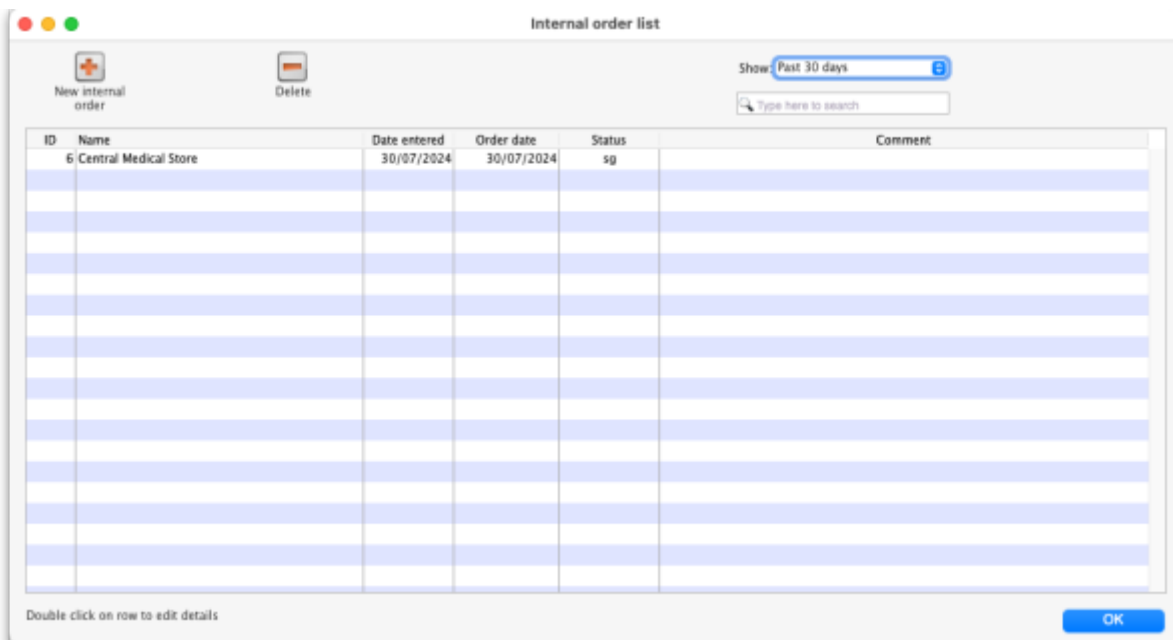 Internal order list
New internal
order
Delete
Show: Past 30 days
Type here to search
ID Name Date entered Order date Status Comment
6 Central Medical Store 30/07/2024 30/07/2024 sg
Double click on row to edit details
OK